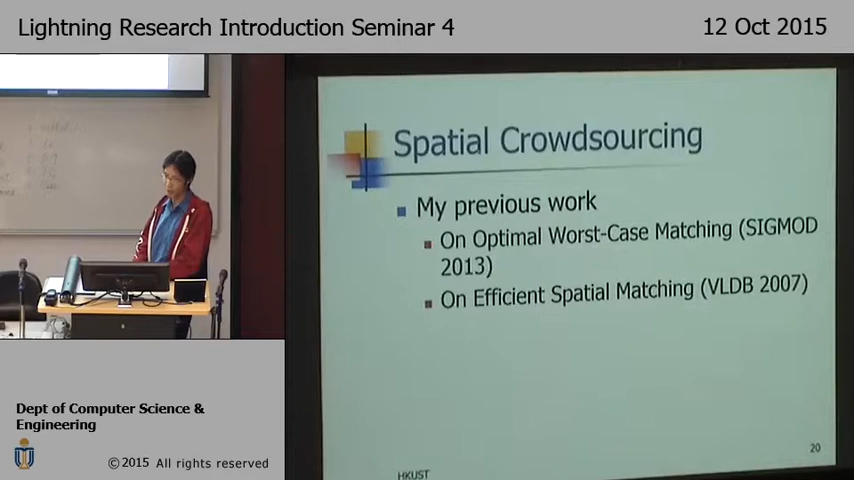 Lightning Research Introduction Seminar 4
12 Oct 2015
Spatial Crowdsourcing
My previous work
On Optimal Worst-Case Matching (SIGMOD
2013)
On Efficient Spatial Matching (VLDB 2007)
20
HKUST
Dept of Computer Science &
Engineering
©2015 All rights reserved